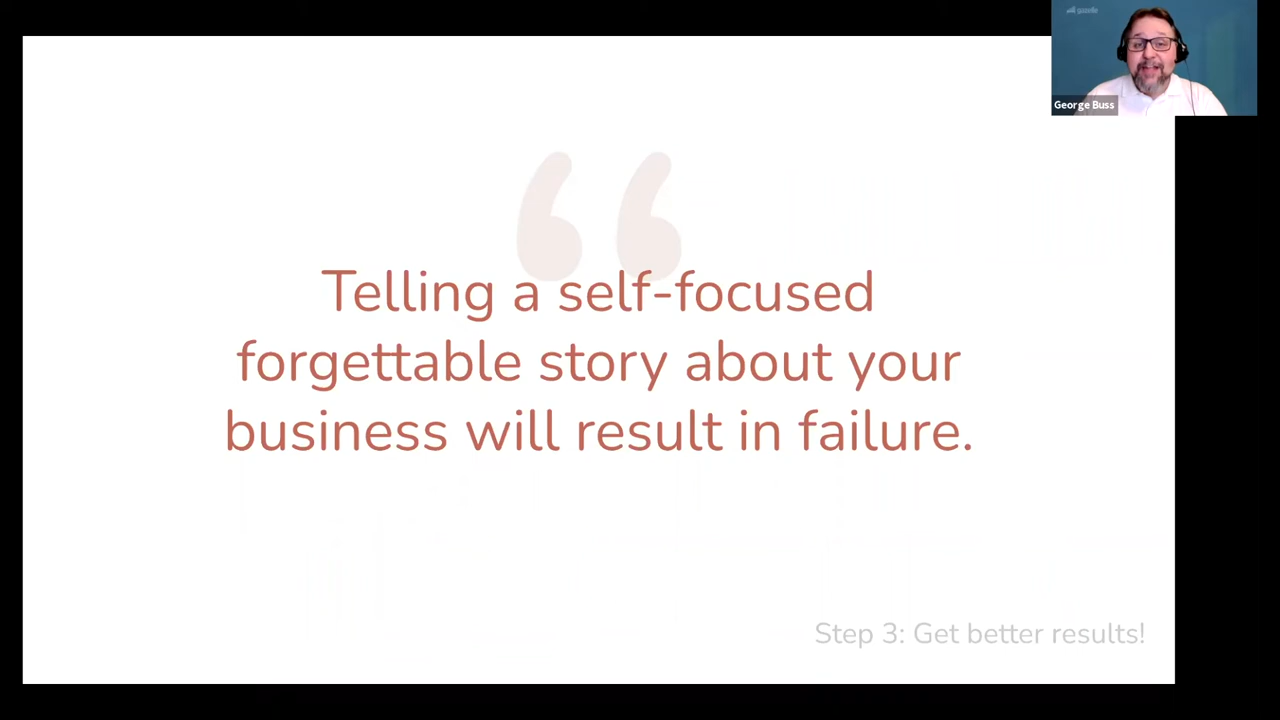 gazelle
George Buss
“
Telling a self-focused
forgettable story about your
business will result in failure.
Step 3: Get better results!